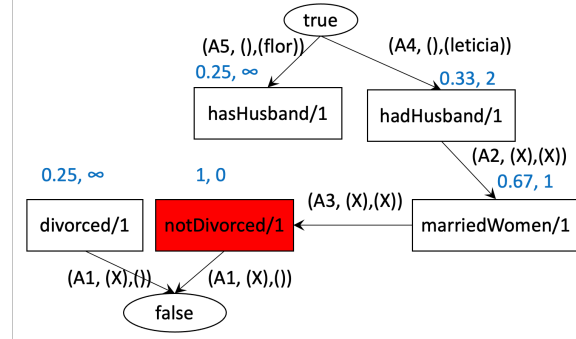 true
(A5, (),(flor))
(A4, (),(leticia))
0.25, ∞
0.33, 2
hasHusband/1
hadHusband/1
(A2, (X),(X))
0.25, ∞
1, 0
0.67, 1
(A3, (X),(X))
divorced/1
notDivorced/1
marriedWomen/1
(A1, (X),())
(A1, (X),())
false